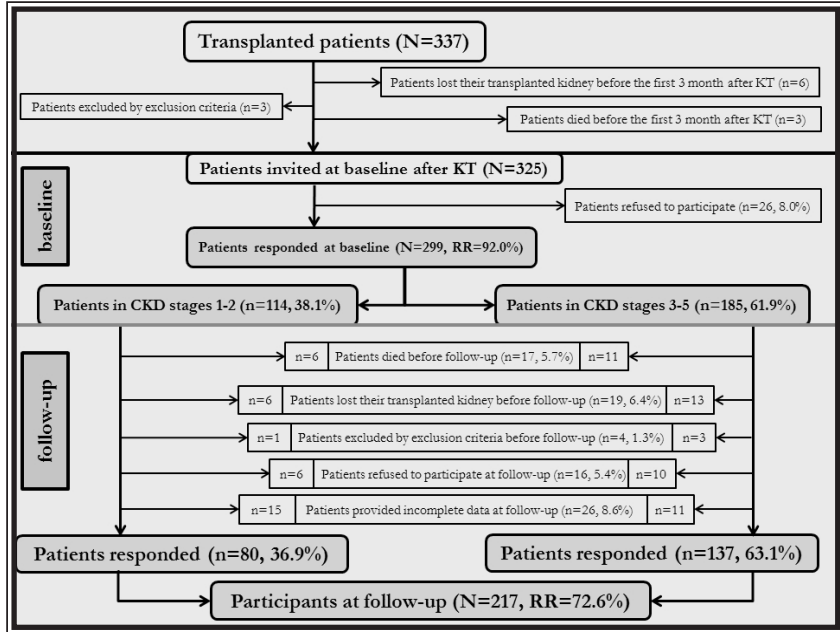 Transplanted patients (N=337)
Patients lost their transplanted kidney before the first 3 month after KT (n=6)
Patients excluded by exclusion criteria (n=3)
Patients died before the first 3 month after KT (n=3)
baseline
Patients invited at baseline after KT (N=325)
Patients refused to participate (n=26, 8.0%)
Patients responded at baseline (N=299, RR=92.0%)
Patients in CKD stages 1-2 (n=114, 38.1%)
Patients in CKD stages 3-5 (n=185, 61.9%)
follow-up
n=6 Patients died before follow-up (n=17, 5.7%) n=11
n=6 Patients lost their transplanted kidney before follow-up (n=19, 6.4%) n=13
n=1 Patients excluded by exclusion criteria before follow-up (n=4, 1.3%) n=3
n=6 Patients refused to participate at follow-up (n=16, 5.4%) n=10
n=15 Patients provided incomplete data at follow-up (n=26, 8.6%) n=11
Patients responded (n=80, 36.9%)
Patients responded (n=137, 63.1%)
Participants at follow-up (N=217, RR=72.6%)